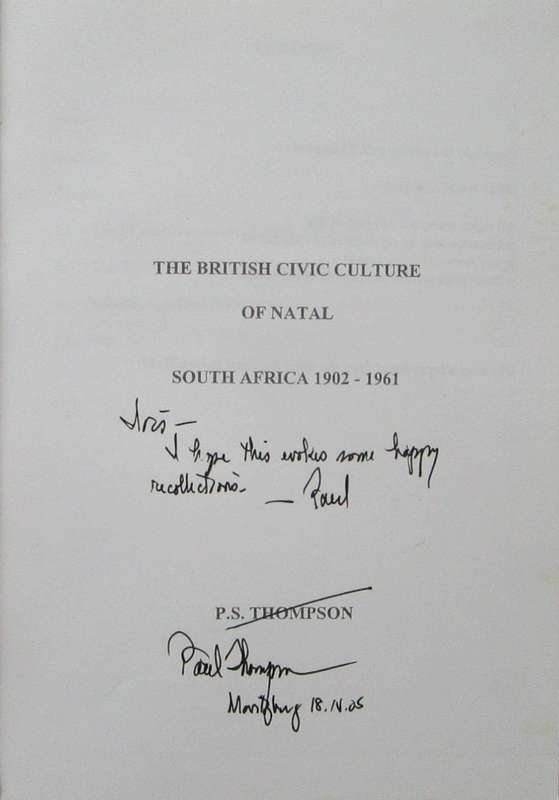 THE BRITISH CIVIC CULTURE
OF NATAL
SOUTH AFRICA 1902 - 1961
Iris —
I hope this evokes some happy
recollections. — Paul
P.S. THOMPSON
Paul Thompson
Maritzburg 18.IV.05